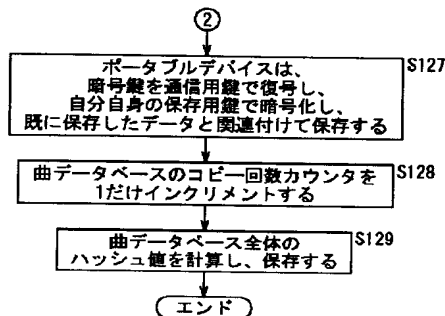 2
ポータブルデバイスは、
暗号鍵を通信用鍵で復号し、
自分自身の保存用鍵で暗号化し、
既に保存したデータと関連付けて保存する
S127
曲データベースのコピー回数カウンタを
1だけインクリメントする
S128
曲データベース全体の
ハッシュ値を計算し、保存する
S129
エンド